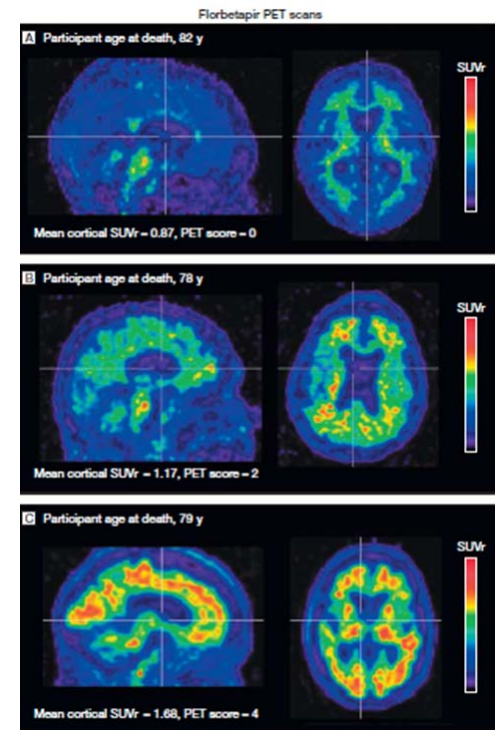 Florbetapir PET scans
A Participant age at death, 82 y
SUVr
Mean cortical SUVr = 0.87, PET score = 0
B Participant age at death, 78 y
SUVr
Mean cortical SUVr = 1.17, PET score = 2
C Participant age at death, 79 y
SUVr
Mean cortical SUVr = 1.68, PET score = 4